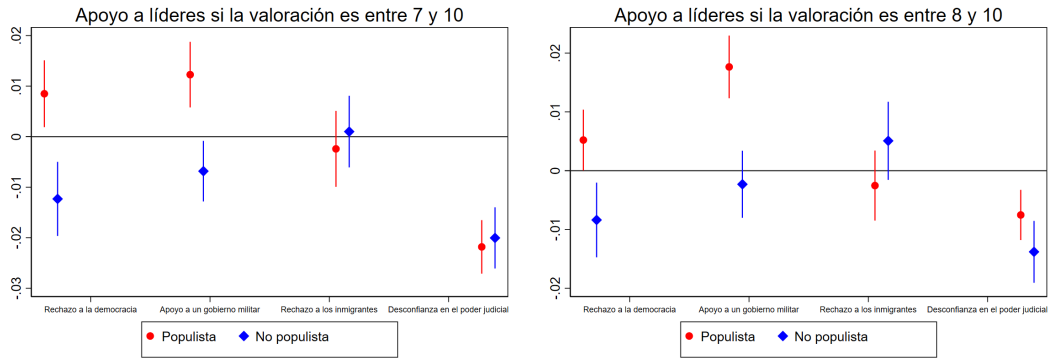 Apoyo a líderes si la valoración es entre 7 y 10
.02
.01
0
-.01
-.02
-.03
Rechazo a la democracia Apoyo a un gobierno militar Rechazo a los inmigrantes Desconfianza en el poder judicial
Populista No populista
Apoyo a líderes si la valoración es entre 8 y 10
.02
.01
0
-.01
-.02
Rechazo a la democracia Apoyo a un gobierno militar Rechazo a los inmigrantes Desconfianza en el poder judicial
Populista No populista